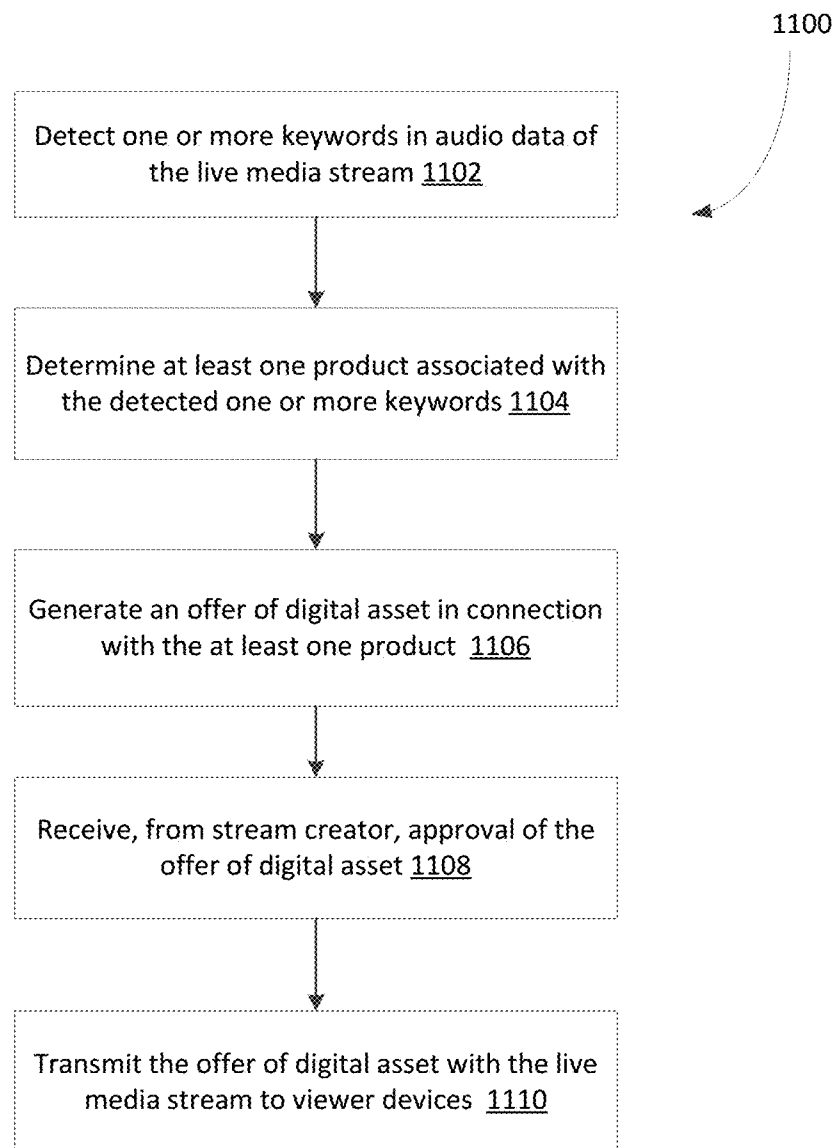 1100
Detect one or more keywords in audio data of
the live media stream 1102
Determine at least one product associated with
the detected one or more keywords 1104
Generate an offer of digital asset in connection
with the at least one product 1106
Receive, from stream creator, approval of the
offer of digital asset 1108
Transmit the offer of digital asset with the live
media stream to viewer devices 1110